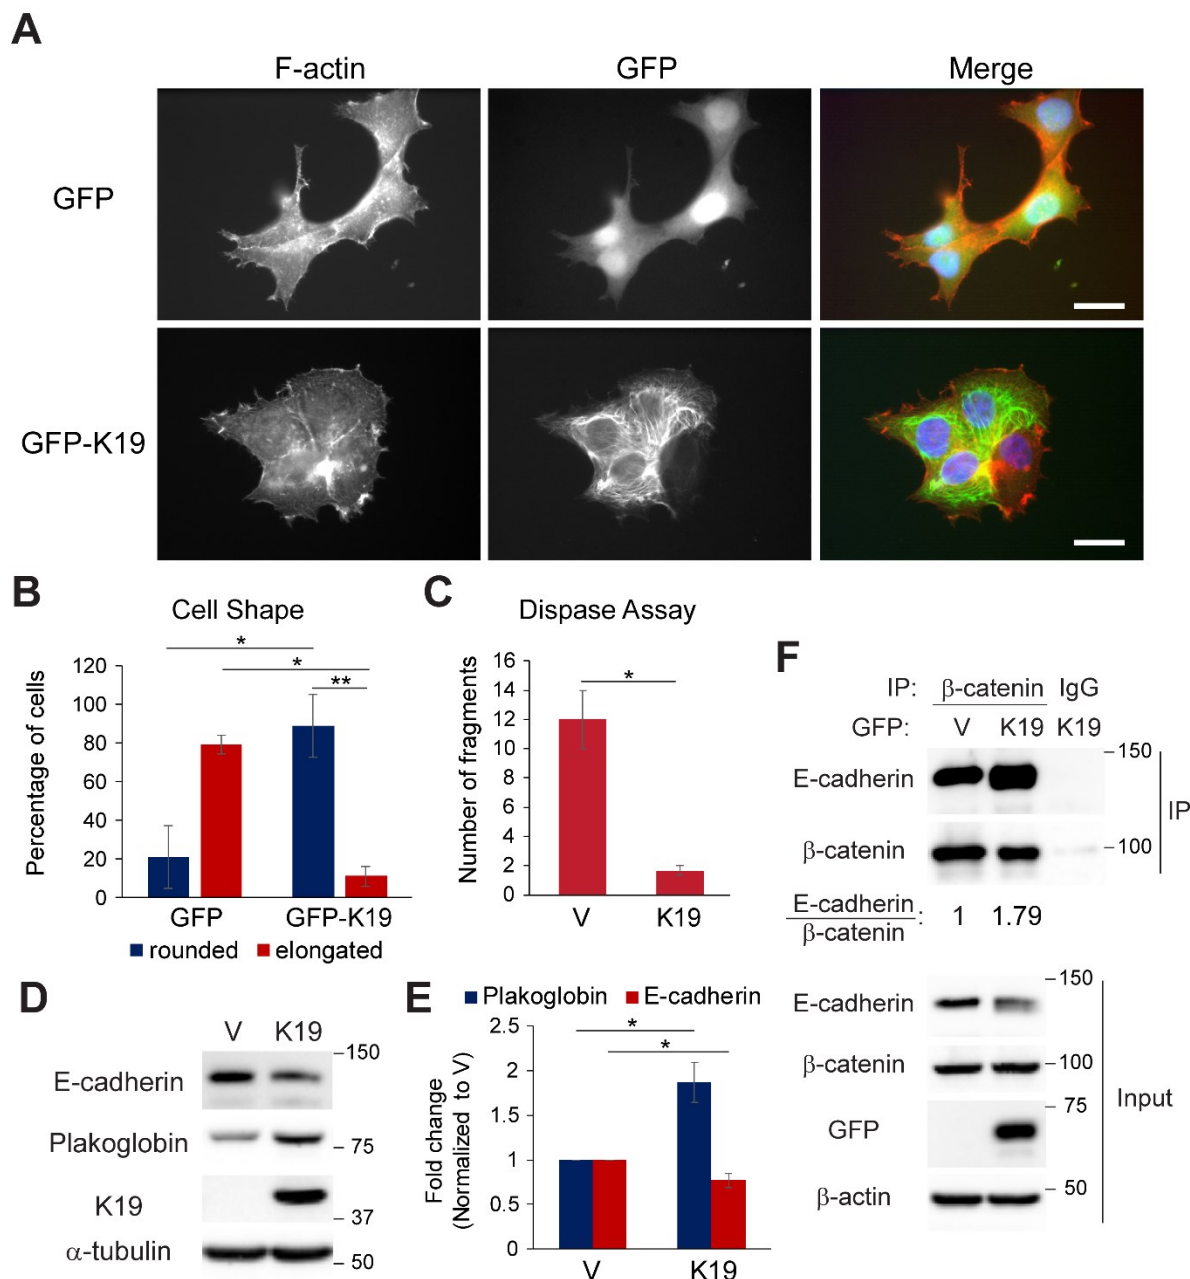 A
F-actin GFP Merge
GFP
GFP-K19
B
Cell Shape
*
*
**
Percentage of cells
120
100
80
60
40
20
0
GFP GFP-K19
rounded elongated
C
Dispase Assay
*
Number of fragments
16
14
12
10
8
6
4
2
0
V K19
D
V K19
E-cadherin
150
Plakoglobin
75
K19
37
α-tubulin
50
E
Plakoglobin E-cadherin
*
*
Fold change
(Normalized to V)
2.5
2
1.5
1
0.5
0
V K19
F
IP: β-catenin IgG
GFP: V K19 K19
150
E-cadherin
IP
β-catenin
100
E-cadherin
β-catenin
: 1 1.79
150
E-cadherin
β-catenin
100
75
Input
GFP
50
β-actin